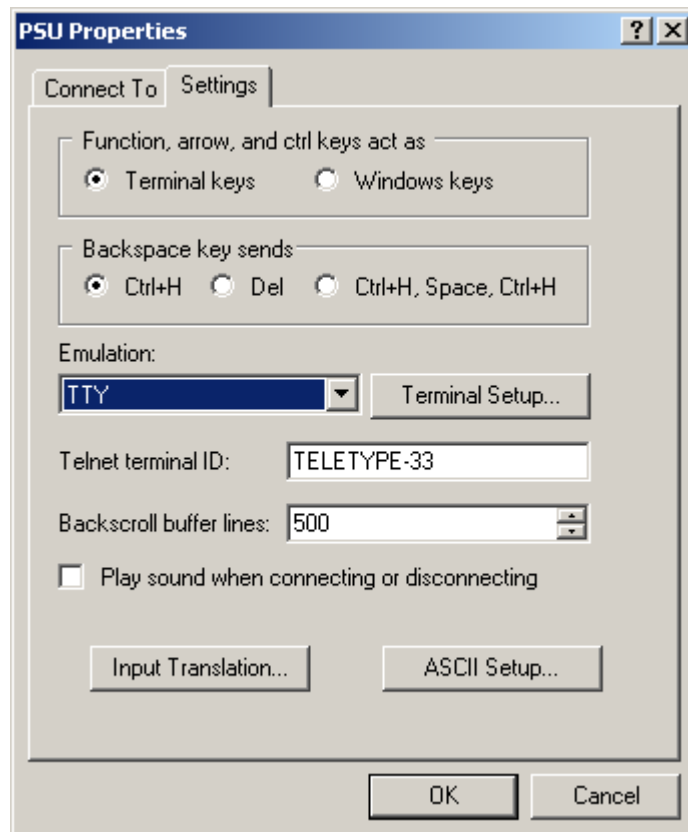 PSU Properties
Connect To Settings
Function, arrow, and ctrl keys act as
Terminal keys Windows keys
Backspace key sends
Ctrl+H Del Ctrl+H, Space, Ctrl+H
Emulation:
TTY Terminal Setup...
Telnet terminal ID: TELETYPE-33
Backscroll buffer lines: 500
Play sound when connecting or disconnecting
Input Translation... ASCII Setup...
OK Cancel